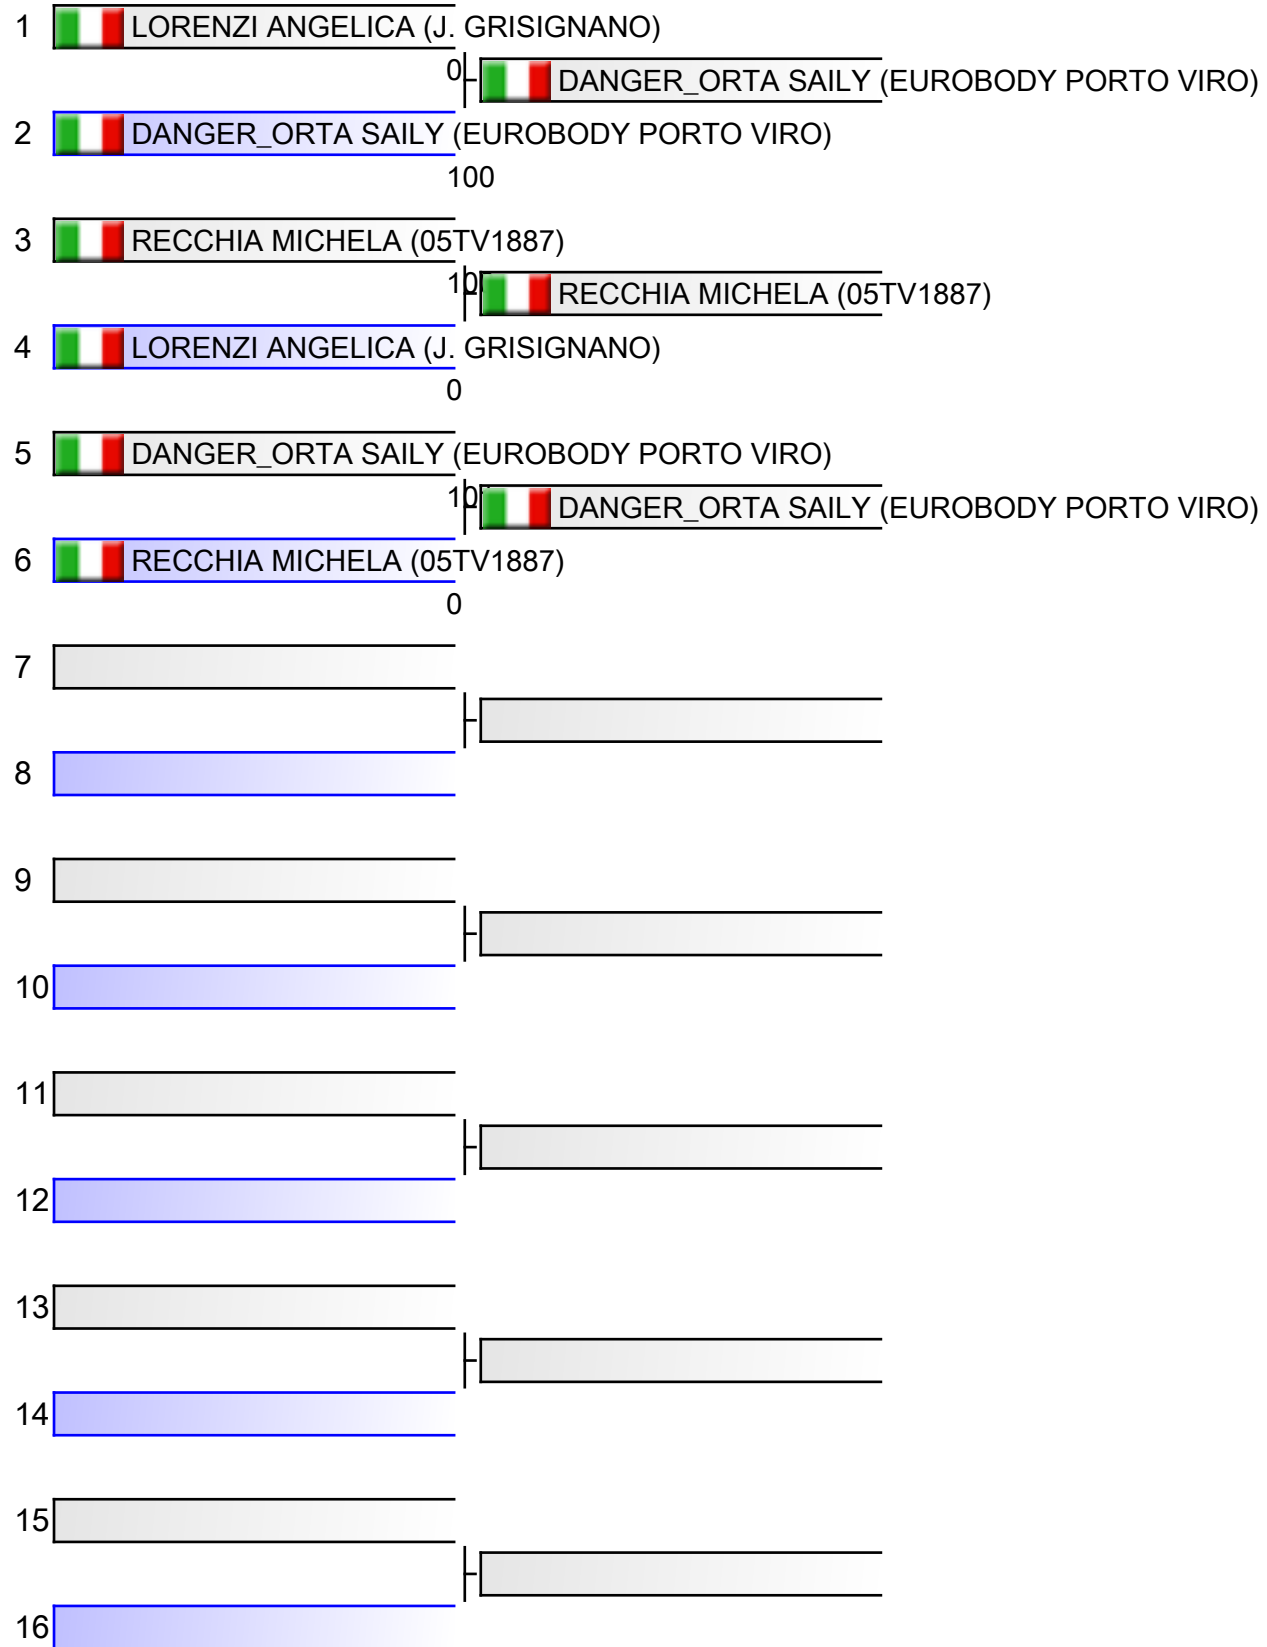 1 LORENZI ANGELICA (J. GRISIGNANO)
0
DANGER_ORTA SAILY (EUROBODY PORTO VIRO)
2 DANGER_ORTA SAILY (EUROBODY PORTO VIRO)
100
3 RECCHIA MICHELA (05TV1887)
RECCHIA MICHELA (05TV1887)
4 LORENZI ANGELICA (J. GRISIGNANO)
0
5 DANGER_ORTA SAILY (EUROBODY PORTO VIRO)
DANGER_ORTA SAILY (EUROBODY PORTO VIRO)
6 RECCHIA MICHELA (05TV1887)
0
7
8
9
10
11
12
13
14
15
16